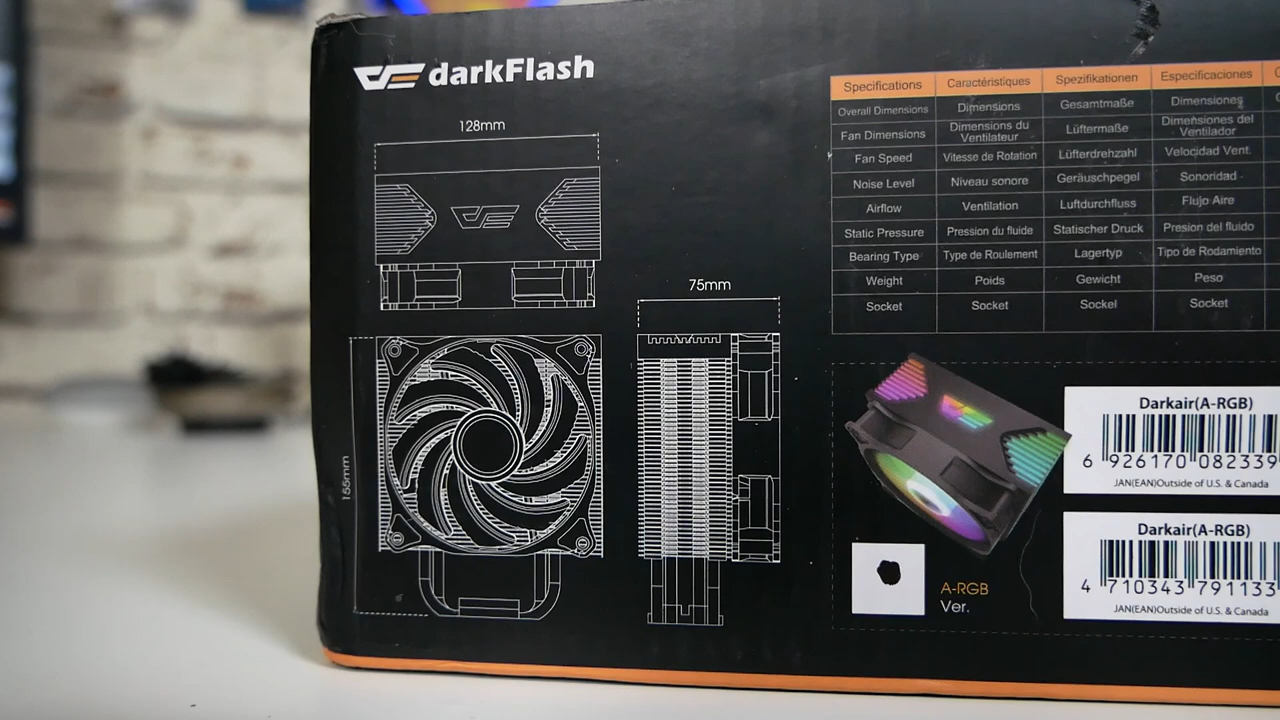 darkFlash
128mm
75mm
155mm
Specifications Caractéristiques Spezifikationen Especificaciones
Overall Dimensions Dimensions Gesamtmaße Dimensiones
Fan Dimensions Dimensions du Ventilateur Lüftermaße Dimensiones del Ventilador
Fan Speed Vitesse de Rotation Lüfterdrehzahl Velocidad Vent.
Noise Level Niveau sonore Geräuschpegel Sonoridad
Airflow Ventilation Luftdurchfluss Flujo Aire
Static Pressure Pression du fluide Statischer Druck Presion del fluido
Bearing Type Type de Roulement Lagertyp Tipo de Rodamiento
Weight Poids Gewicht Peso
Socket Socket Sockel Socket
A-RGB
Ver.
Darkair(A-RGB)
6 926170 082339
JAN(EAN)Outside of U.S. & Canada
Darkair(A-RGB)
4 710343 791133
JAN(EAN)Outside of U.S. & Canada